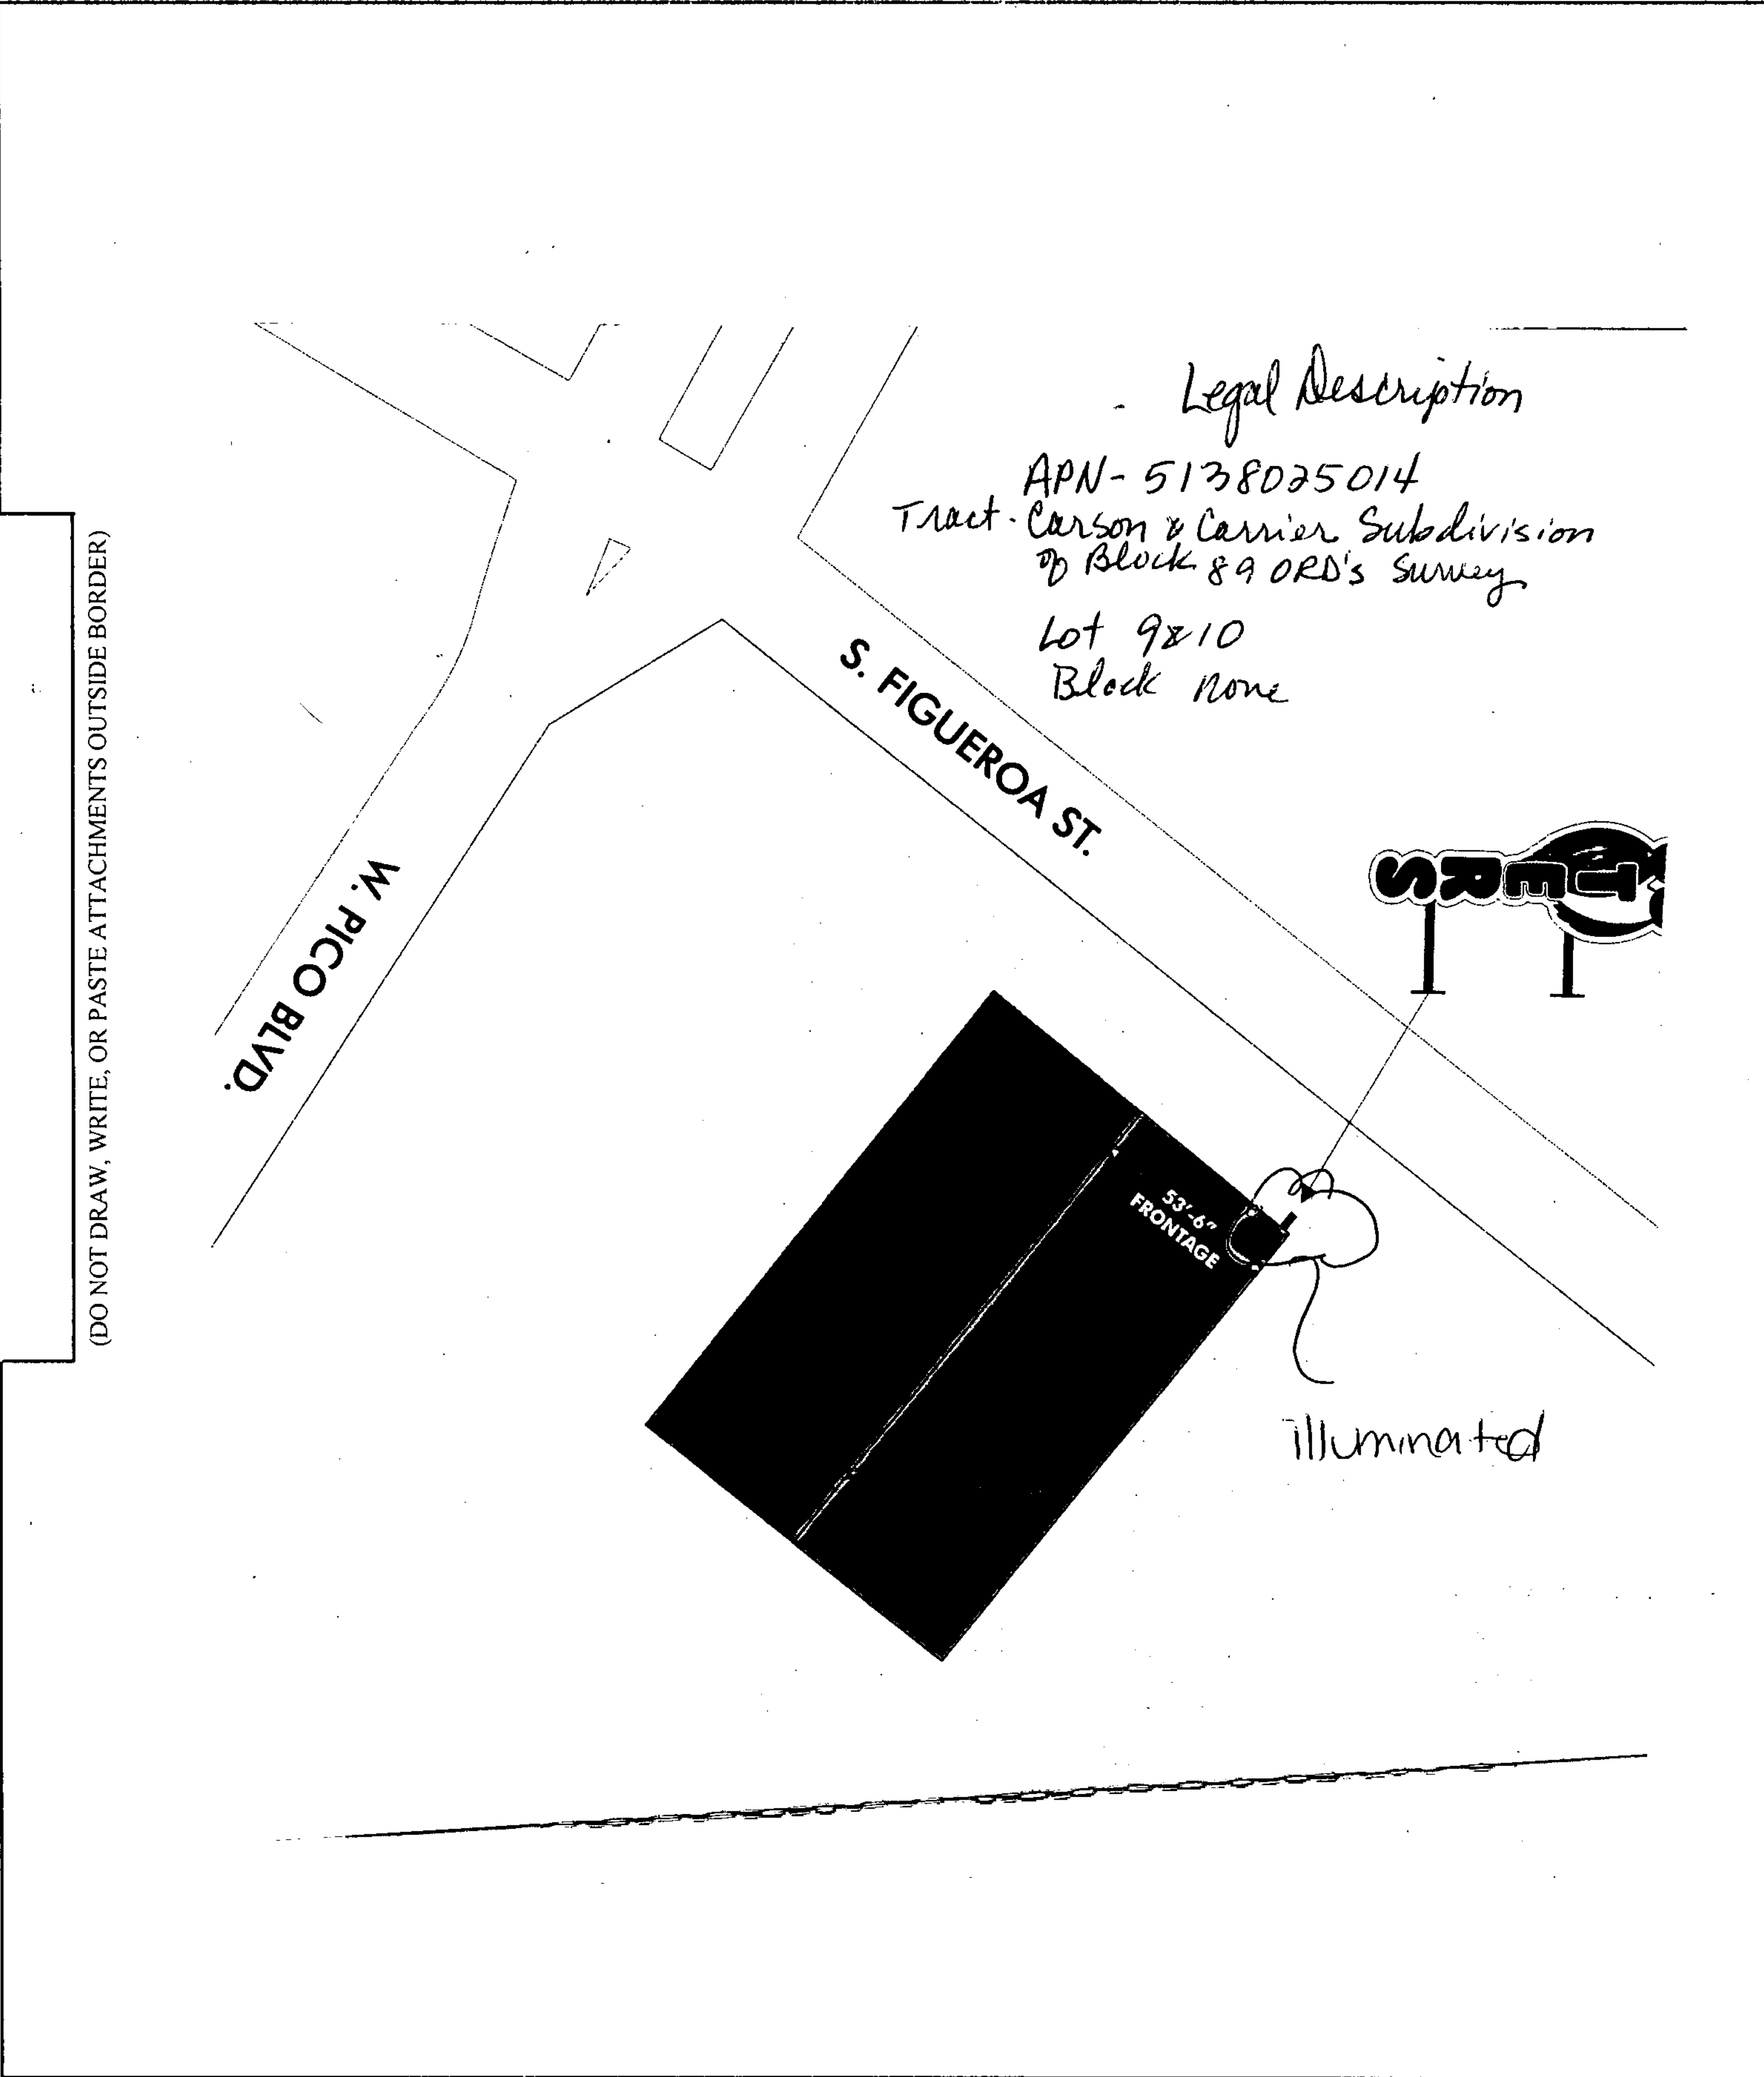 Legal Description
APN- 5138025014
Tract - Carson & Carrier Subdivision
of Block 89 ORD's Survey
Lot 9&10
Block none
S. FIGUEROA ST.
W. PICO BLVD.
TERS
53'-6"
FRONTAGE
illuminated
(DO NOT DRAW, WRITE, OR PASTE ATTACHMENTS OUTSIDE BORDER)